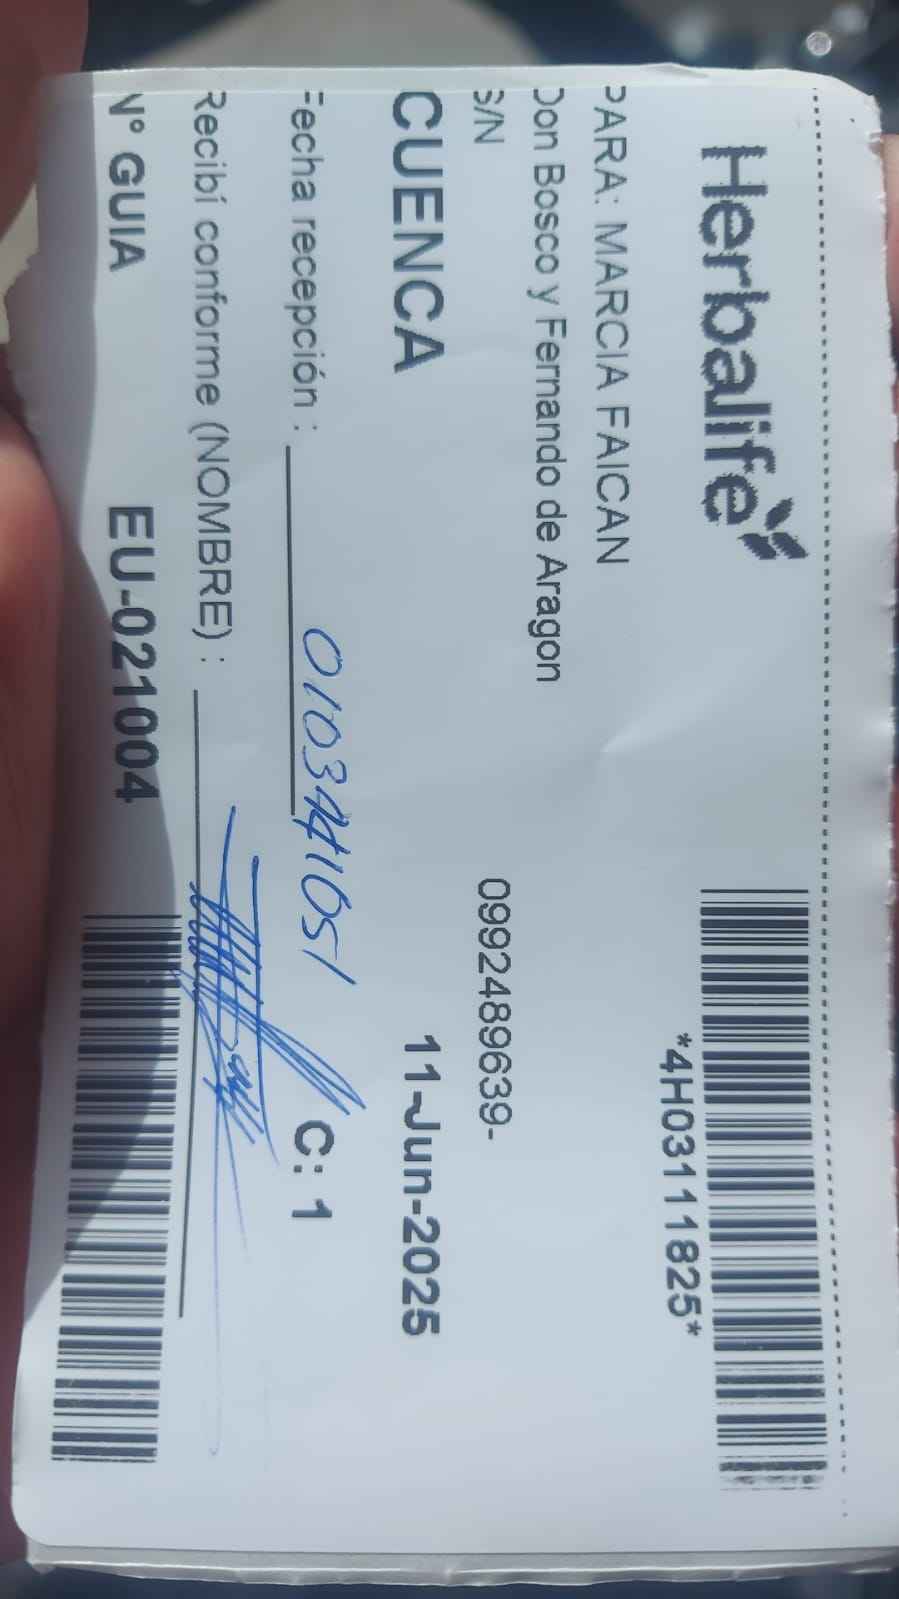 Herbalife
*4H03111825*
PARA: MARCIA FAICAN
Don Bosco y Fernando de Aragon
S/N
0992489639-
CUENCA
11-Jun-2025
Fecha recepción :
C: 1
Recibí conforme (NOMBRE) :
N° GUIA
EU-021004